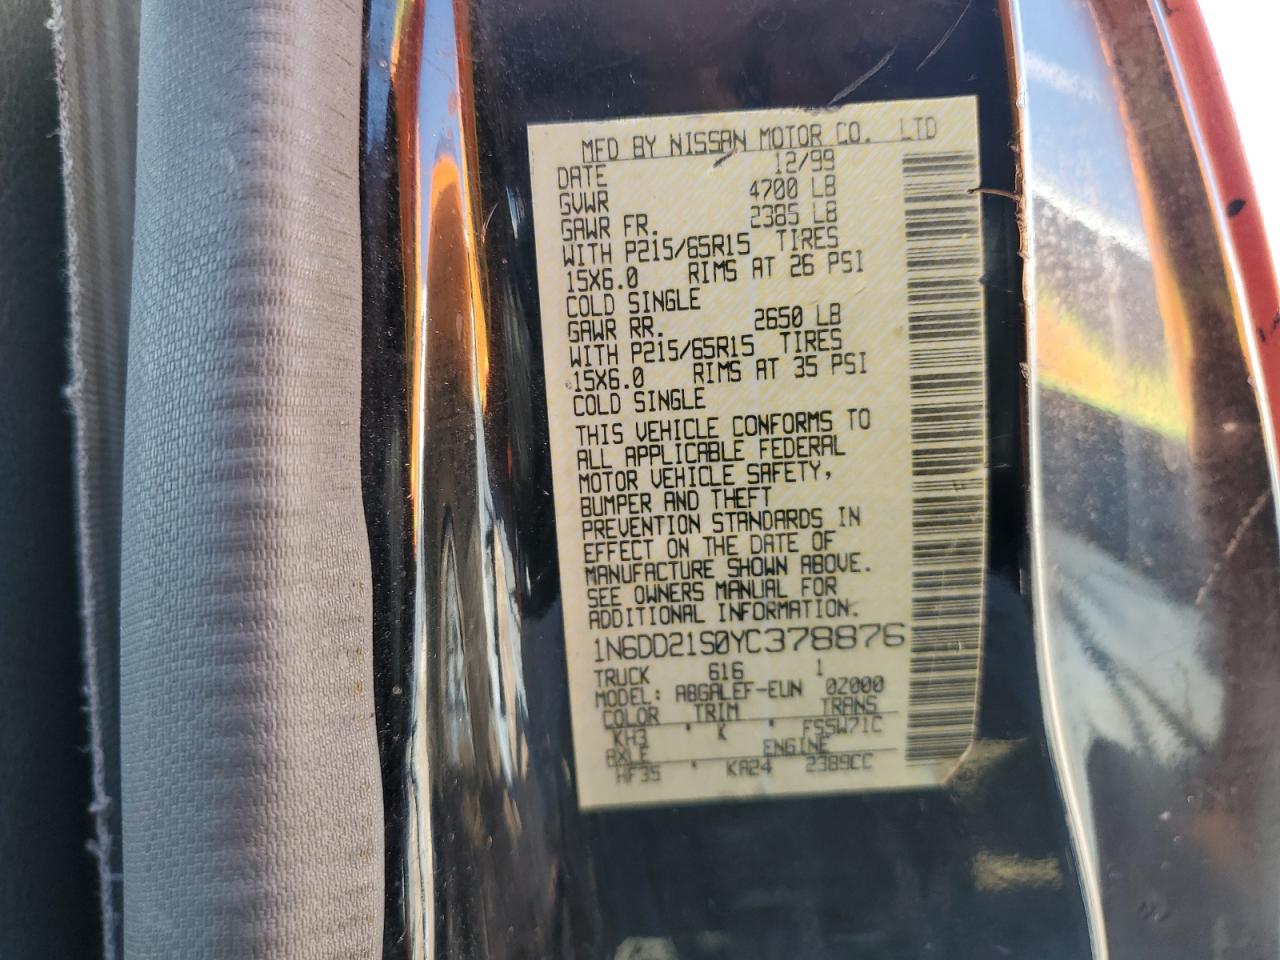 MFD BY NISSAN MOTOR CO. LTD
DATE 12/99
GVWR 4700 LB
GAWR FR. 2385 LB
WITH P215/65R15 TIRES
15X6.0 RIMS AT 26 PSI
COLD SINGLE
GAWR RR. 2650 LB
WITH P215/65R15 TIRES
15X6.0 RIMS AT 35 PSI
COLD SINGLE
THIS VEHICLE CONFORMS TO
ALL APPLICABLE FEDERAL
MOTOR VEHICLE SAFETY,
BUMPER AND THEFT
PREVENTION STANDARDS IN
EFFECT ON THE DATE OF
MANUFACTURE SHOWN ABOVE.
SEE OWNERS MANUAL FOR
ADDITIONAL INFORMATION.
1N6DD21S0YC378876
TRUCK 616 1
MODEL: ABGALEF-EUN 0Z000
COLOR TRIM TRANS
KH3 K FS5W71C
AXLE ENGINE
HF35 KA24 2389CC